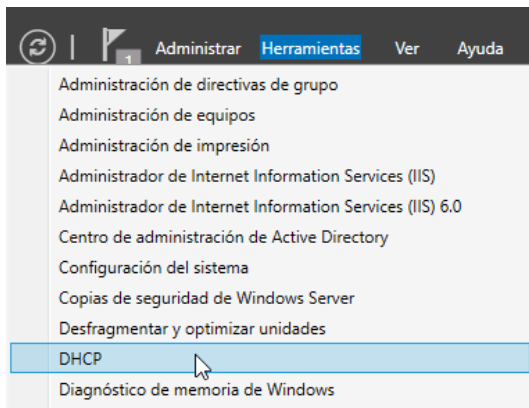 1 Administrar Herramientas Ver Ayuda
Administración de directivas de grupo
Administración de equipos
Administración de impresión
Administrador de Internet Information Services (IIS)
Administrador de Internet Information Services (IIS) 6.0
Centro de administración de Active Directory
Configuración del sistema
Copias de seguridad de Windows Server
Desfragmentar y optimizar unidades
DHCP
Diagnóstico de memoria de Windows